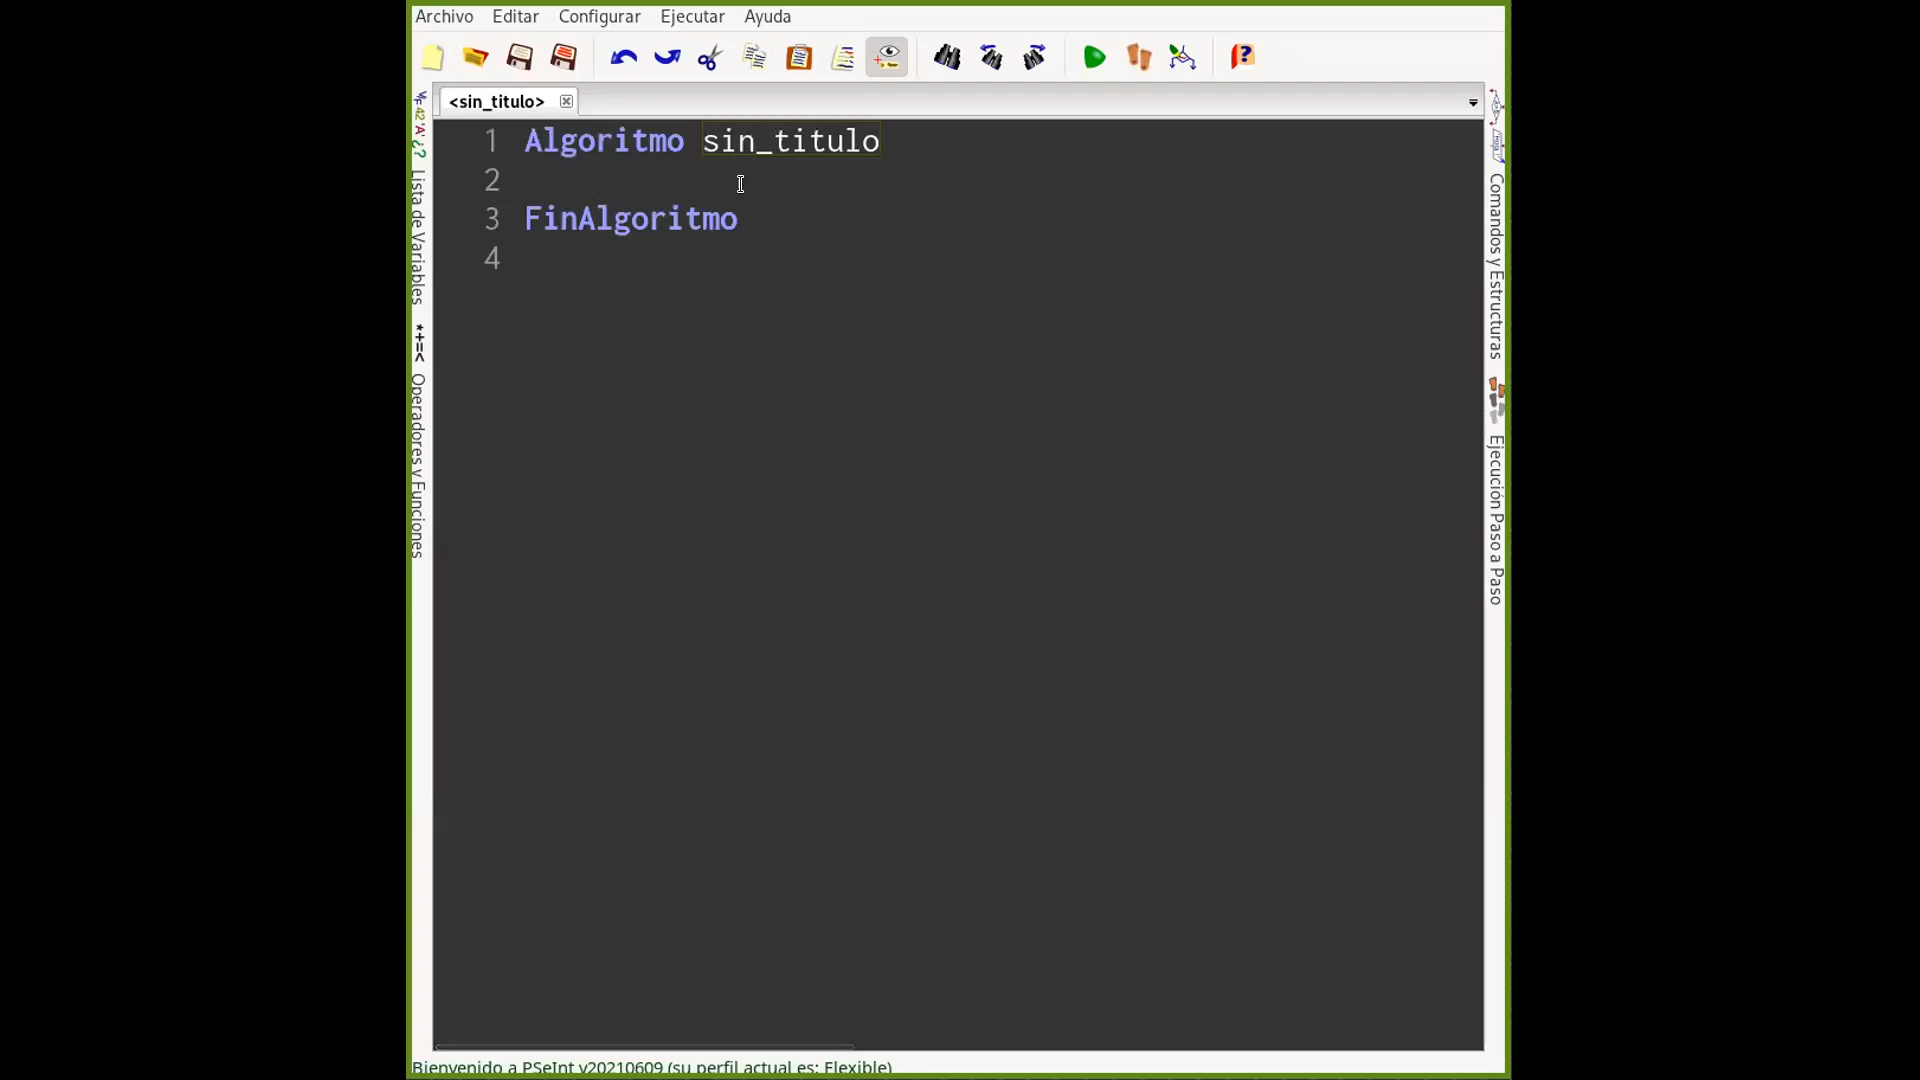 Archivo Editar Configurar Ejecutar Ayuda
<sin_titulo>
1 Algoritmo sin_titulo
2
3 FinAlgoritmo
4
Lista de Variables
*+=< Operadores y Funciones
Comandos y Estructuras
Ejecución Paso a Paso
Bienvenido a PSeInt v20210609 (su perfil actual es: Flexible)